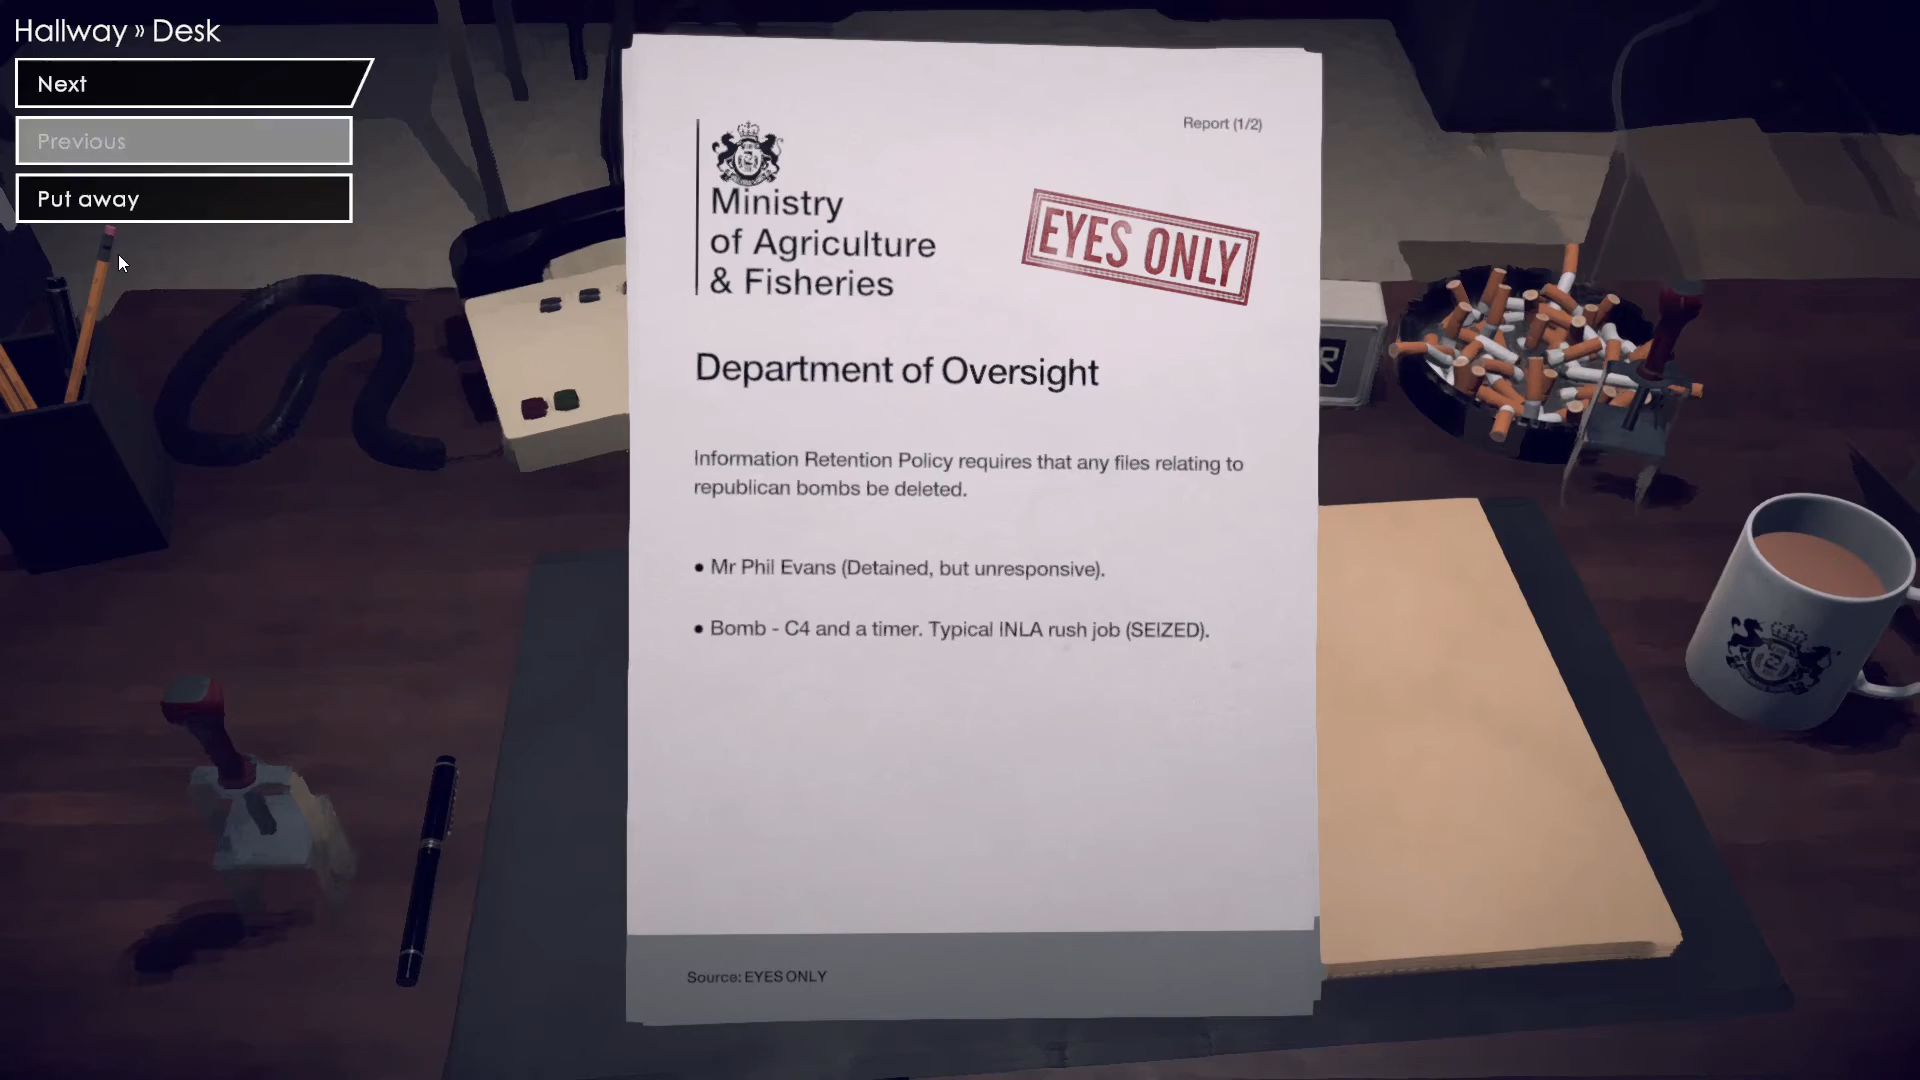 Hallway » Desk
Next
Previous
Put away
Report (1/2)
Ministry
of Agriculture
& Fisheries
EYES ONLY
Department of Oversight
Information Retention Policy requires that any files relating to
republican bombs be deleted.
• Mr Phil Evans (Detained, but unresponsive).
• Bomb - C4 and a timer. Typical INLA rush job (SEIZED).
Source: EYES ONLY
R